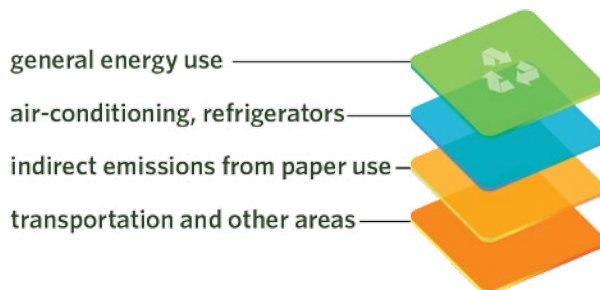 general energy use
air-conditioning, refrigerators
indirect emissions from paper use
transportation and other areas